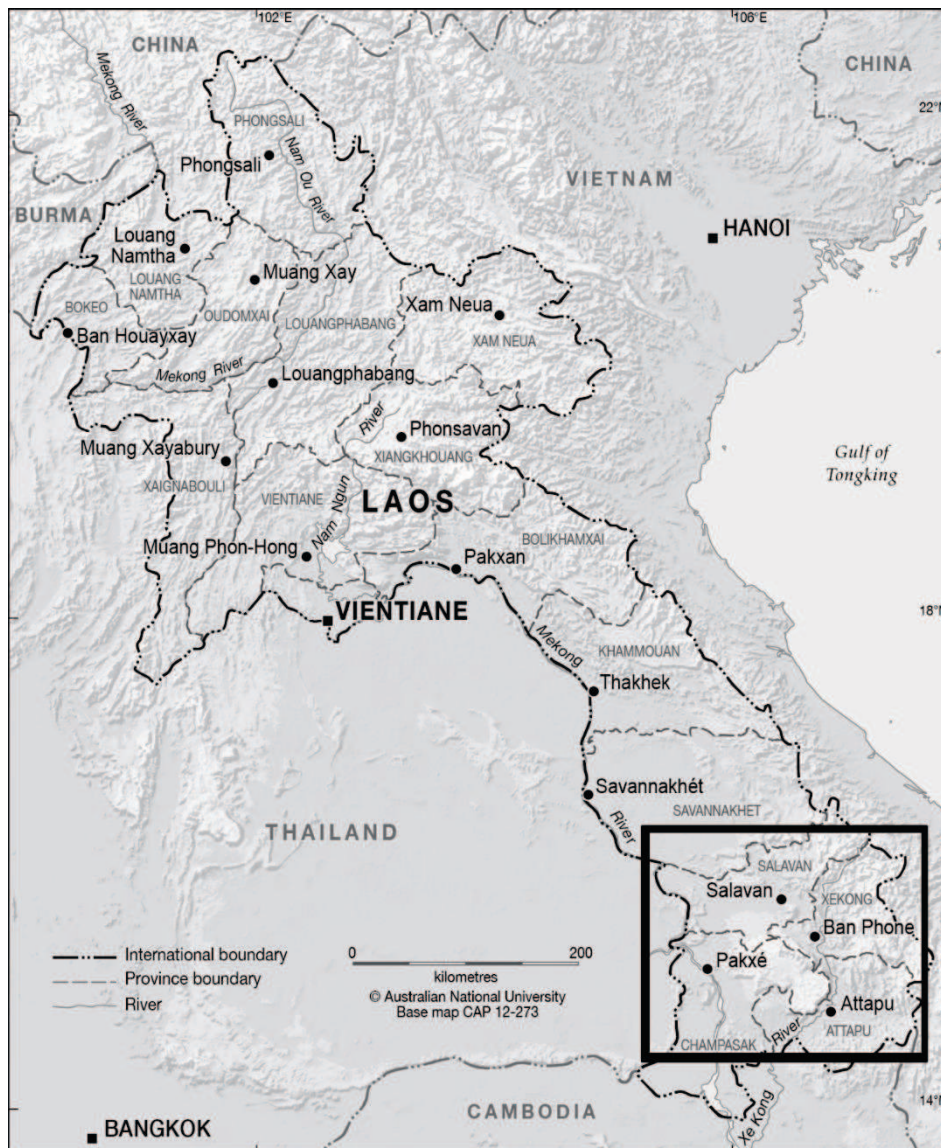 102°E
106°E
CHINA
CHINA
Mekong River
22°N
PHONGSALI
Phongsali
Nam Ou River
VIETNAM
BURMA
HANOI
Louang
Namtha
LOUANG
NAMTHA
Muang Xay
BOKEO
OUDOMXAI
LOUANGPHABANG
Xam Neua
XAM NEUA
Ban Houayxay
Mekong River
Louangphabang
River
Phonsavan
XIANGKHOUANG
Gulf of
Tongking
Muang Xayabury
XAIGNABOULI
VIENTIANE
Nam Ngun
LAOS
BOLIKHAMXAI
Muang Phon-Hong
Pakxan
VIENTIANE
18°N
Mekong
KHAMMOUAN
Thakhek
Savannakhét
SAVANNAKHET
THAILAND
River
SALAVAN
Salavan
XEKONG
Ban Phone
International boundary
Province boundary
River
0
200
kilometres
© Australian National University
Base map CAP 12-273
Pakxé
Attapu
ATTAPU
River
CHAMPASAK
Xe Kong
14°N
CAMBODIA
BANGKOK